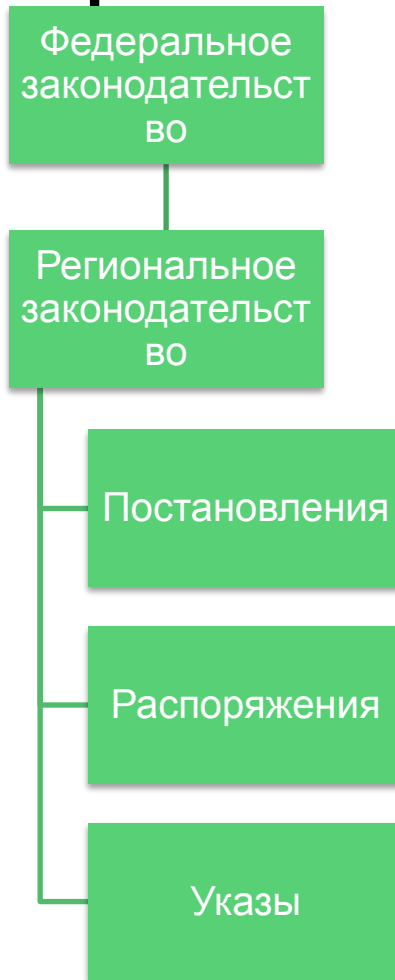 Федеральное
законодательст
во
Региональное
законодательст
во
Постановления
Распоряжения
Указы